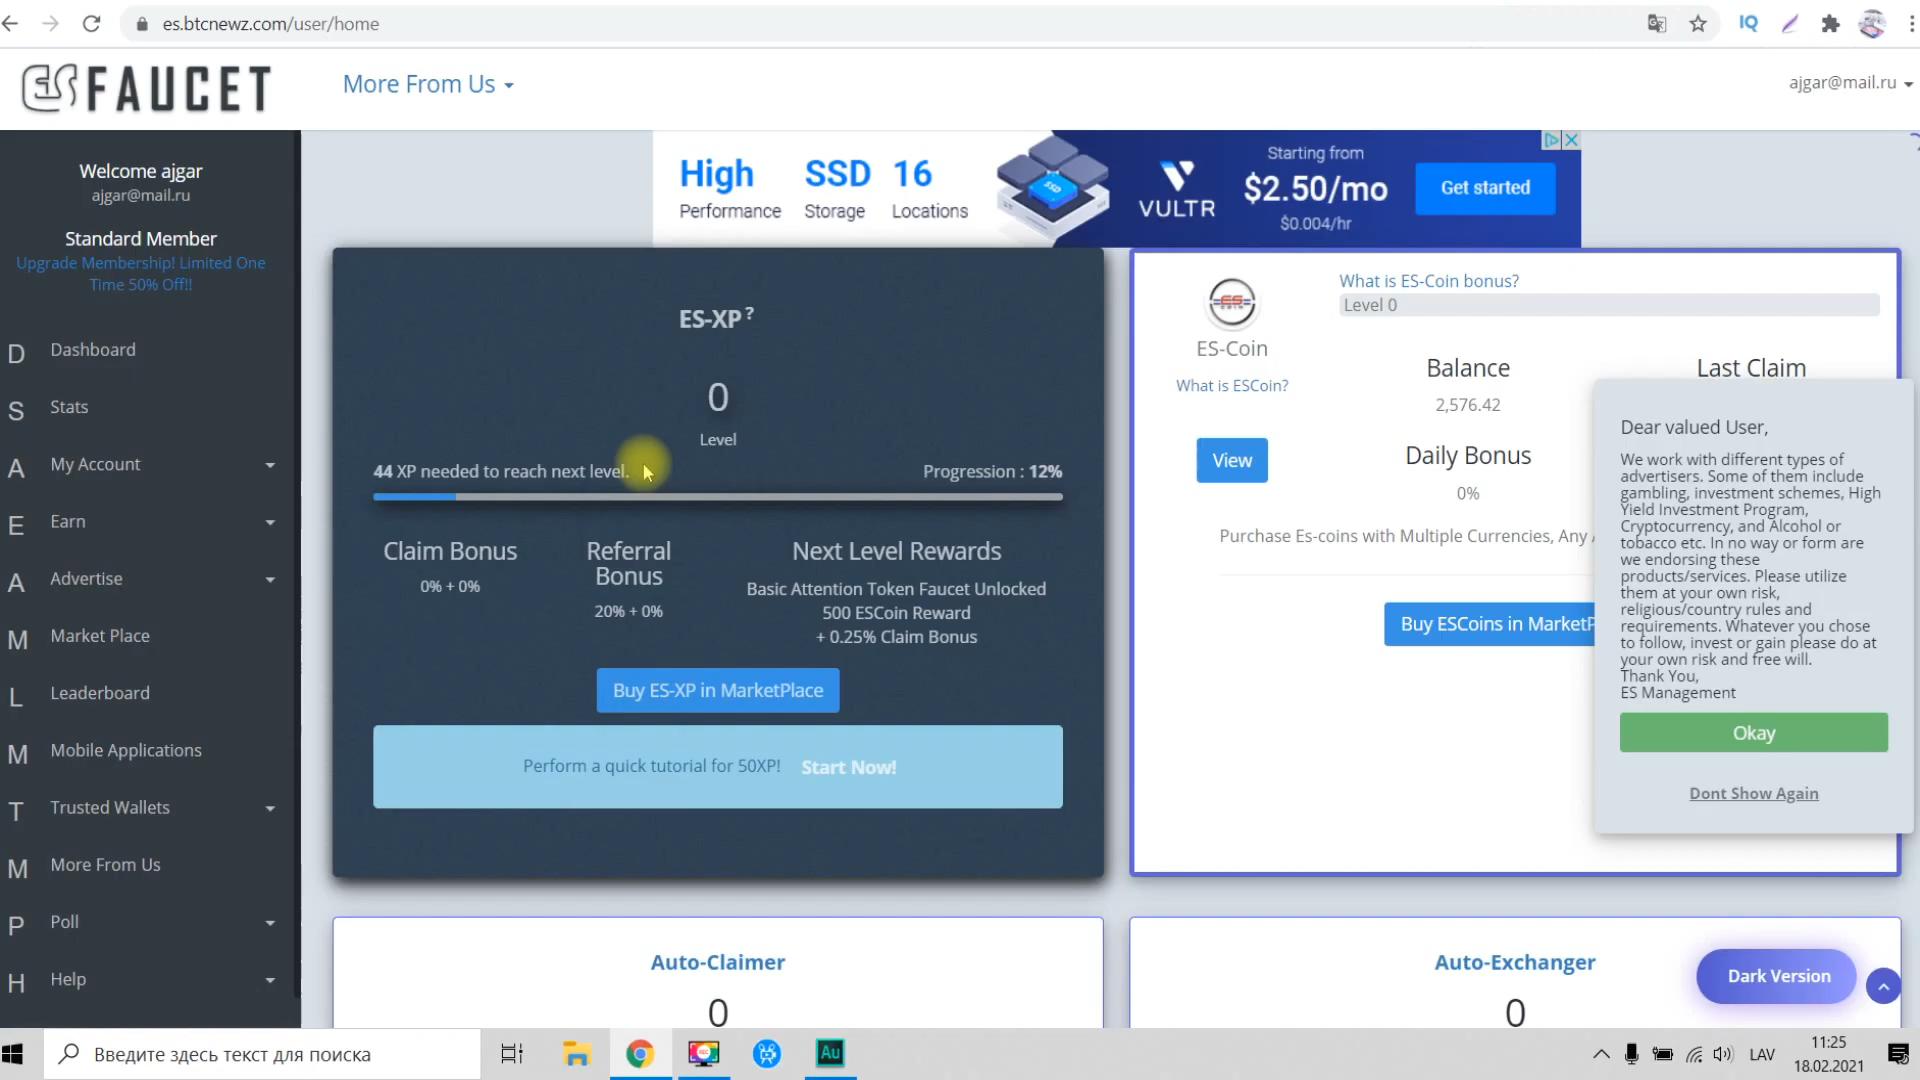 es.btcnewz.com/user/home
IQ
ES FAUCET
More From Us
ajgar@mail.ru
Welcome ajgar
ajgar@mail.ru
Standard Member
Upgrade Membership! Limited One
Time 50% Off!!
D Dashboard
S Stats
A My Account
E Earn
A Advertise
M Market Place
L Leaderboard
M Mobile Applications
T Trusted Wallets
M More From Us
P Poll
H Help
High
Performance
SSD
Storage
16
Locations
SSD
VULTR
Starting from
$2.50/mo
$0.004/hr
Get started
ES-XP ?
0
Level
44 XP needed to reach next level.
Progression : 12%
Claim Bonus
0% + 0%
Referral
Bonus
20% + 0%
Next Level Rewards
Basic Attention Token Faucet Unlocked
500 ESCoin Reward
+ 0.25% Claim Bonus
Buy ES-XP in MarketPlace
Perform a quick tutorial for 50XP! Start Now!
ES
COIN
ES-Coin
What is ESCoin?
View
What is ES-Coin bonus?
Level 0
Balance
2,576.42
Last Claim
Daily Bonus
0%
Purchase Es-coins with Multiple Currencies, Any
Buy ESCoins in MarketP
Dear valued User,
We work with different types of
advertisers. Some of them include
gambling, investment schemes, High
Yield Investment Program,
Cryptocurrency, and Alcohol or
tobacco etc. In no way or form are
we endorsing these
products/services. Please utilize
them at your own risk,
religious/country rules and
requirements. Whatever you chose
to follow, invest or gain please do at
your own risk and free will.
Thank You,
ES Management
Okay
Dont Show Again
Auto-Claimer
0
Auto-Exchanger
0
Dark Version
Введите здесь текст для поиска
REC
Au
LAV
11:25
18.02.2021